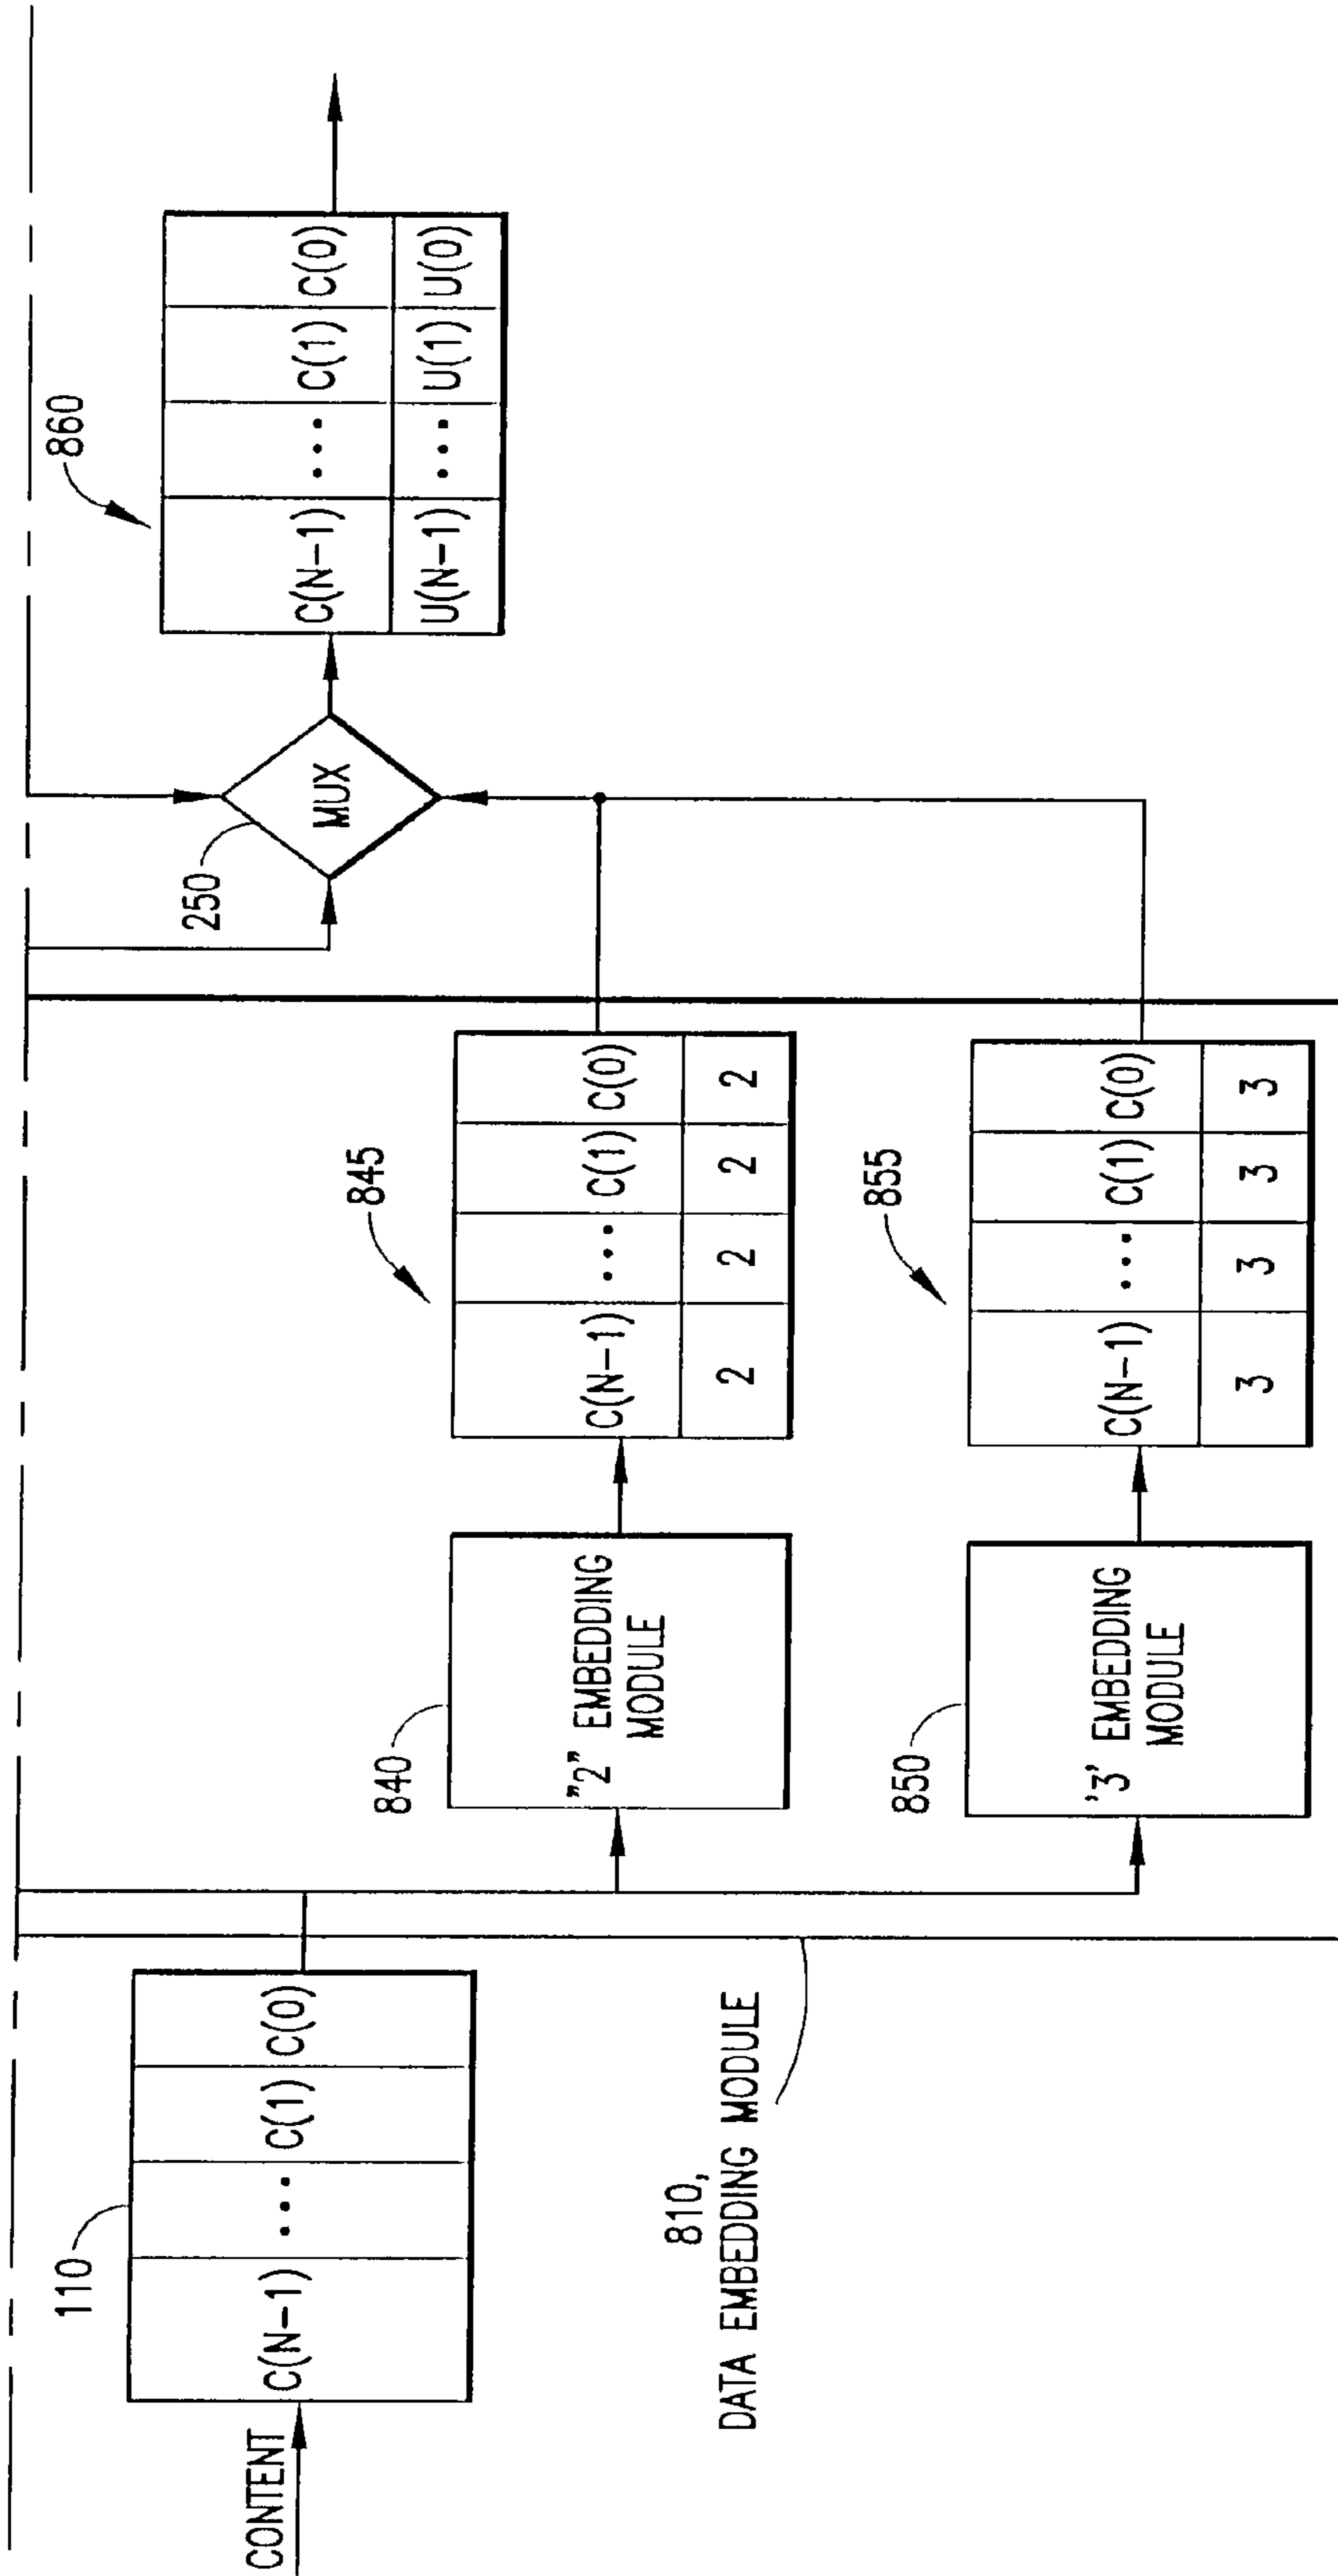 CONTENT
110
C(N-1) ... C(1) C(0)
810,
DATA EMBEDDING MODULE
840
"2" EMBEDDING
MODULE
845
C(N-1) ... C(1) C(0)
2 2 2 2
850
'3' EMBEDDING
MODULE
855
C(N-1) ... C(1) C(0)
3 3 3 3
250
MUX
860
C(N-1) ... C(1) C(0)
U(N-1) ... U(1) U(0)